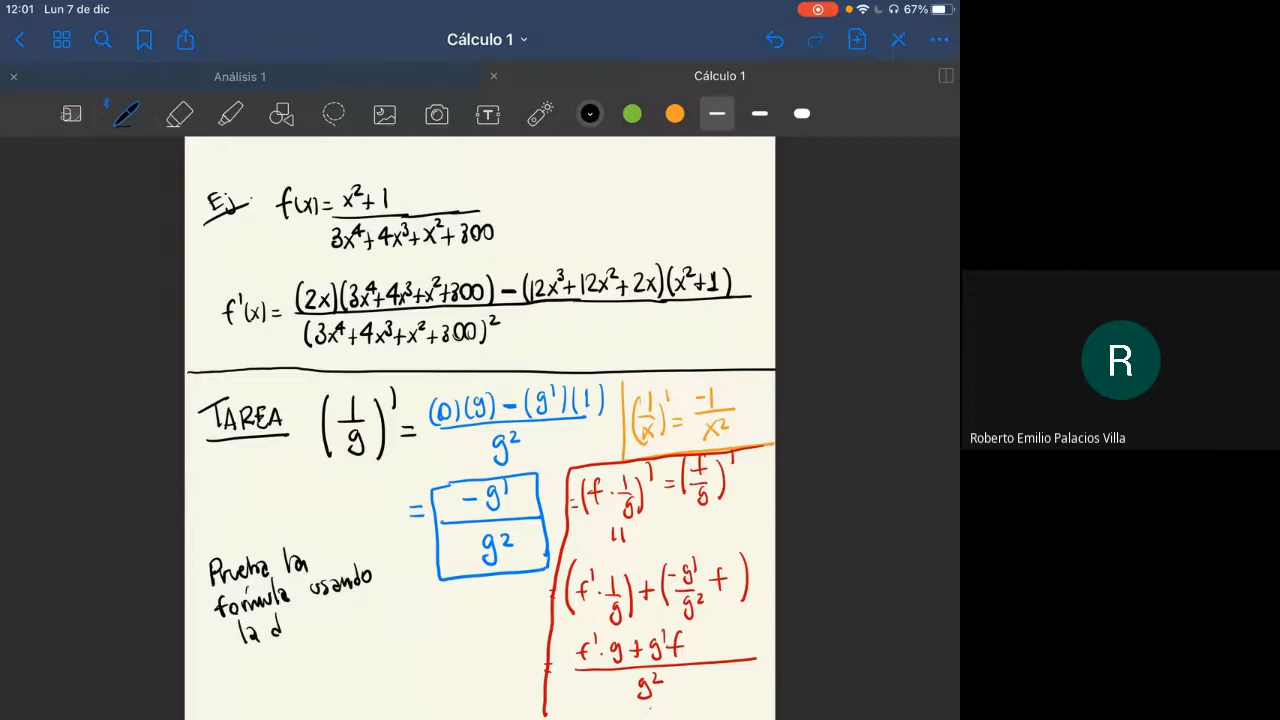 12:01 Lun 7 de dic 67%
Cálculo 1
Análisis 1
Cálculo 1
T
Ej f(x) = x²+1 / 3x⁴+4x³+x²+300
f'(x) = (2x)(3x⁴+4x³+x²+300) − (12x³+12x²+2x)(x²+1) / (3x⁴+4x³+x²+300)²
TAREA (1/g)' = (0)(g) − (g')(1) / g²
(1/x)' = -1/x²
= -g' / g²
= (f · 1/g)' = (f/g)'
॥
= (f' · 1/g) + (-g'/g² f)
= f'·g + g'f / g²
Prueba la
fórmula usando
la d
R
Roberto Emilio Palacios Villa